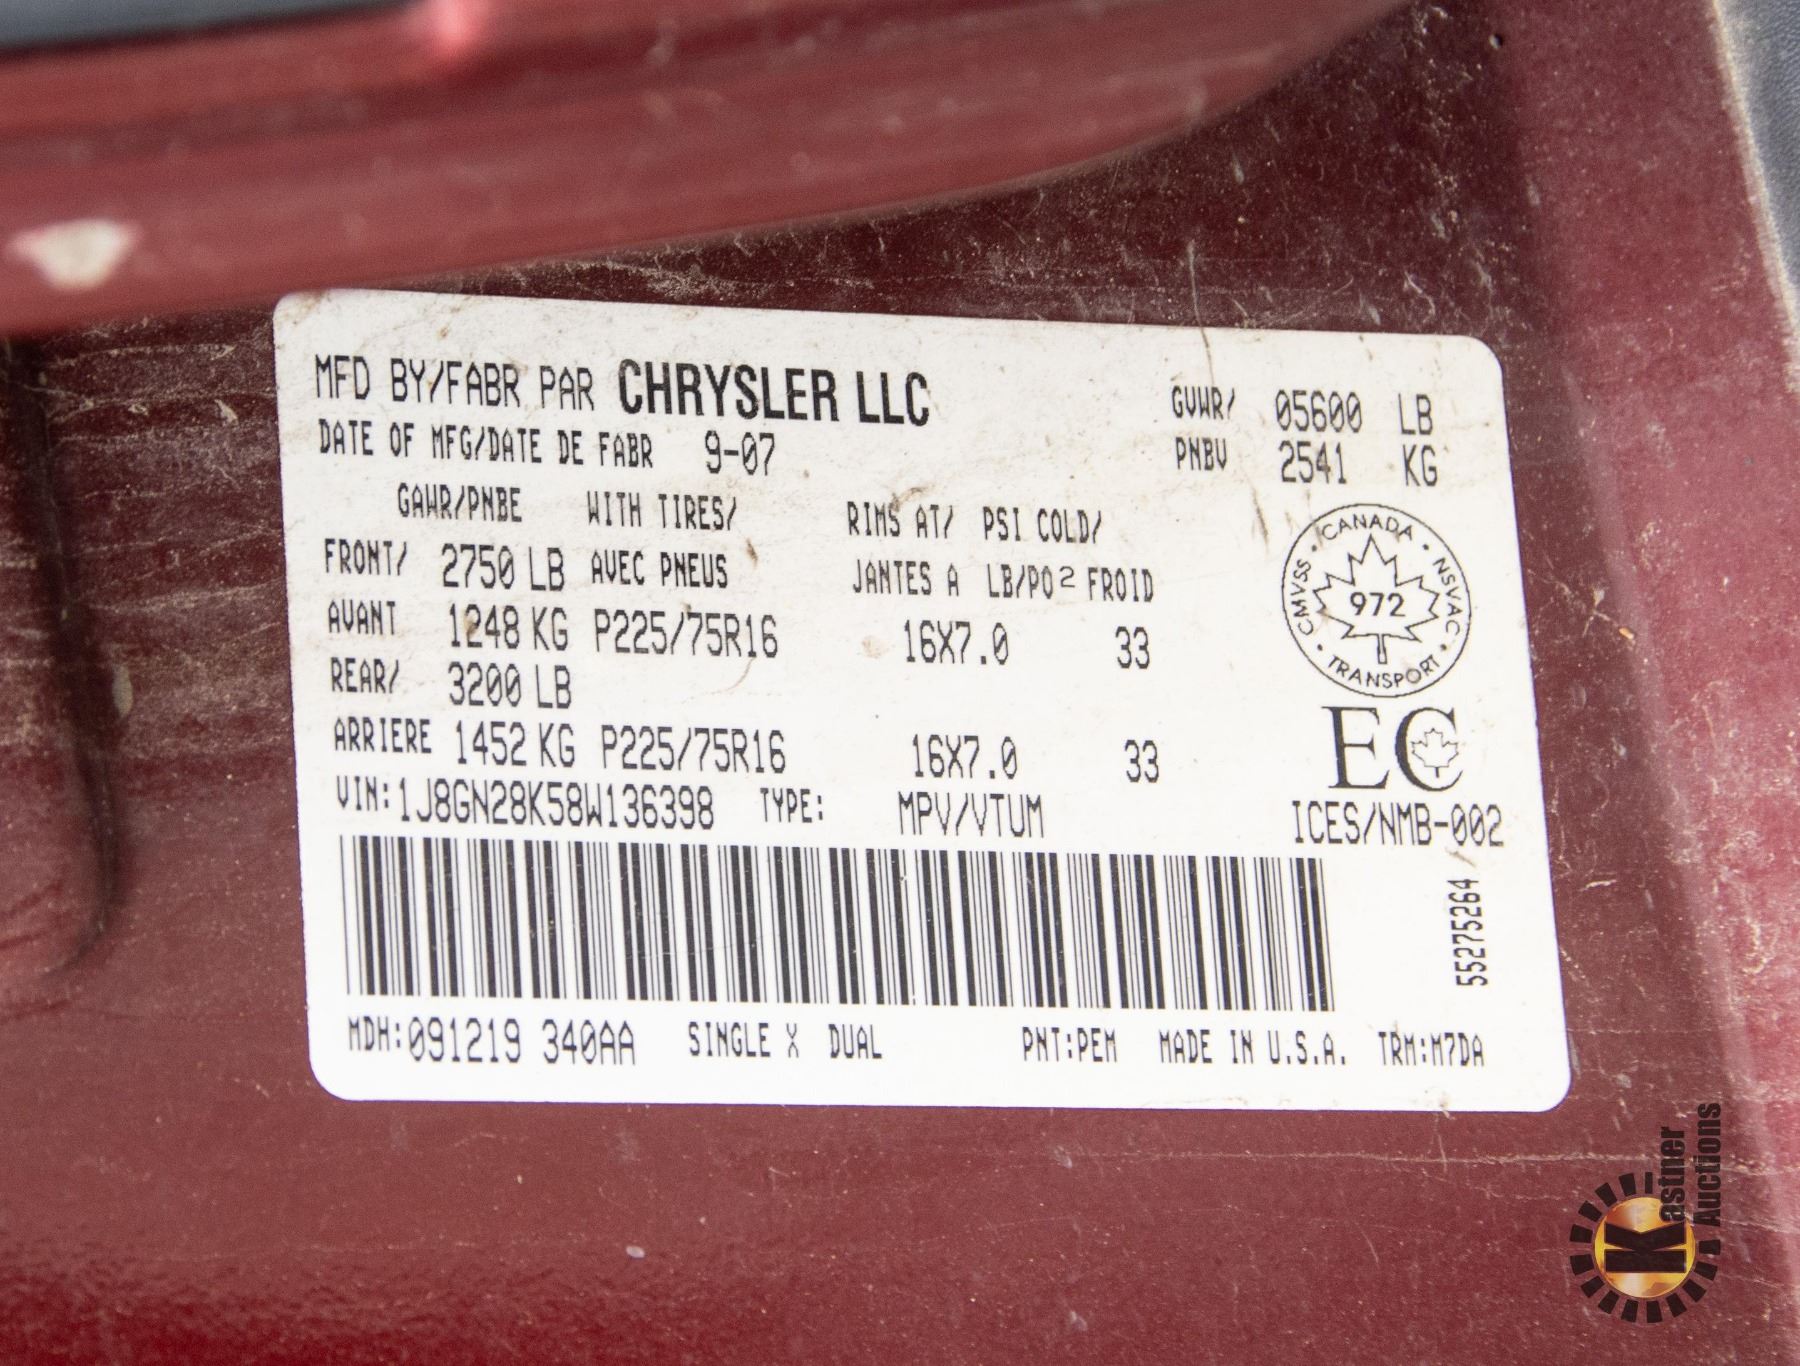 MFD BY/FABR PAR CHRYSLER LLC
DATE OF MFG/DATE DE FABR 9-07
GVWR/ 05600 LB
PNBV 2541 KG
GAWR/PNBE WITH TIRES/ RIMS AT/ PSI COLD/
FRONT/ 2750 LB AVEC PNEUS JANTES A LB/PO² FROID
AVANT 1248 KG P225/75R16 16X7.0 33
REAR/ 3200 LB
ARRIERE 1452 KG P225/75R16 16X7.0 33
VIN:1J8GN28K58W136398 TYPE: MPV/VTUM
CANADA · NSVAC · TRANSPORT · CMVSS ·
972
EC
ICES/NMB-002
55275264
MDH:091219 340AA SINGLE X DUAL PNT:PEM MADE IN U.S.A. TRM:M7DA
Kastner
Auctions